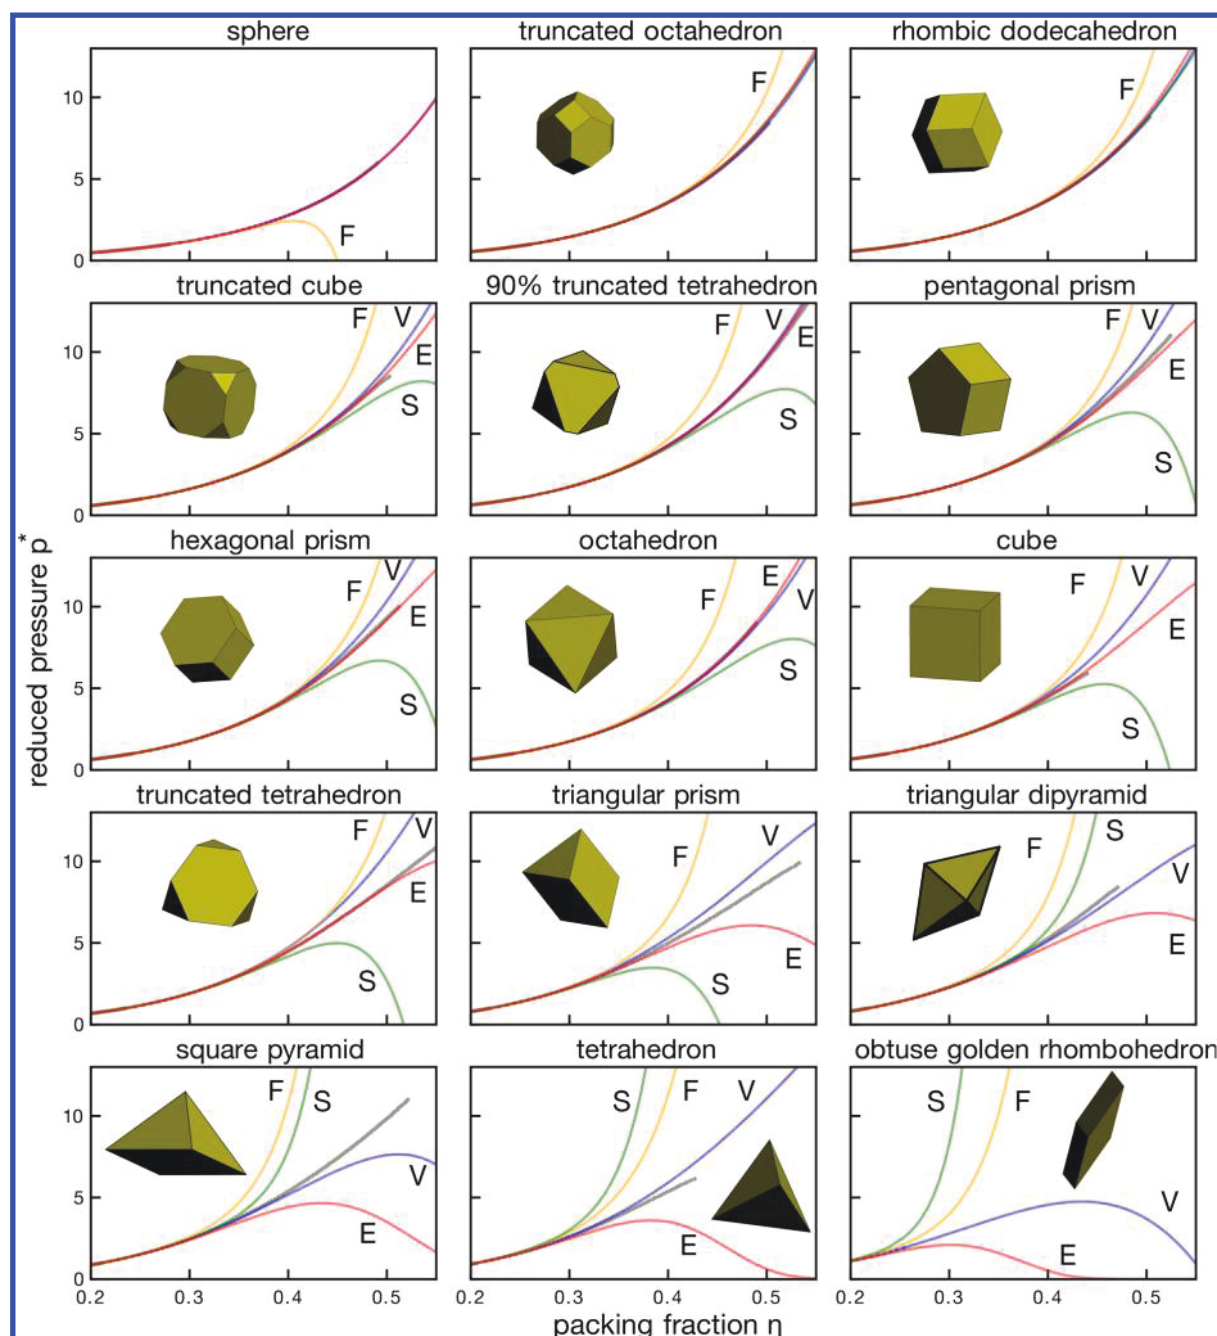 sphere
truncated octahedron
rhombic dodecahedron
10
5
0
F
F
F
truncated cube
90% truncated tetrahedron
pentagonal prism
10
5
0
F
V
E
S
F
V
E
S
F
V
E
S
reduced pressure p*
hexagonal prism
octahedron
cube
10
5
0
F
V
E
S
F
E
V
S
F
V
E
S
truncated tetrahedron
triangular prism
triangular dipyramid
10
5
0
F
V
E
S
F
V
E
S
F
S
V
E
square pyramid
tetrahedron
obtuse golden rhombohedron
10
5
0
F
S
V
E
S
F
V
E
S
F
V
E
0.2 0.3 0.4 0.5
0.2 0.3 0.4 0.5
0.2 0.3 0.4 0.5
packing fraction η